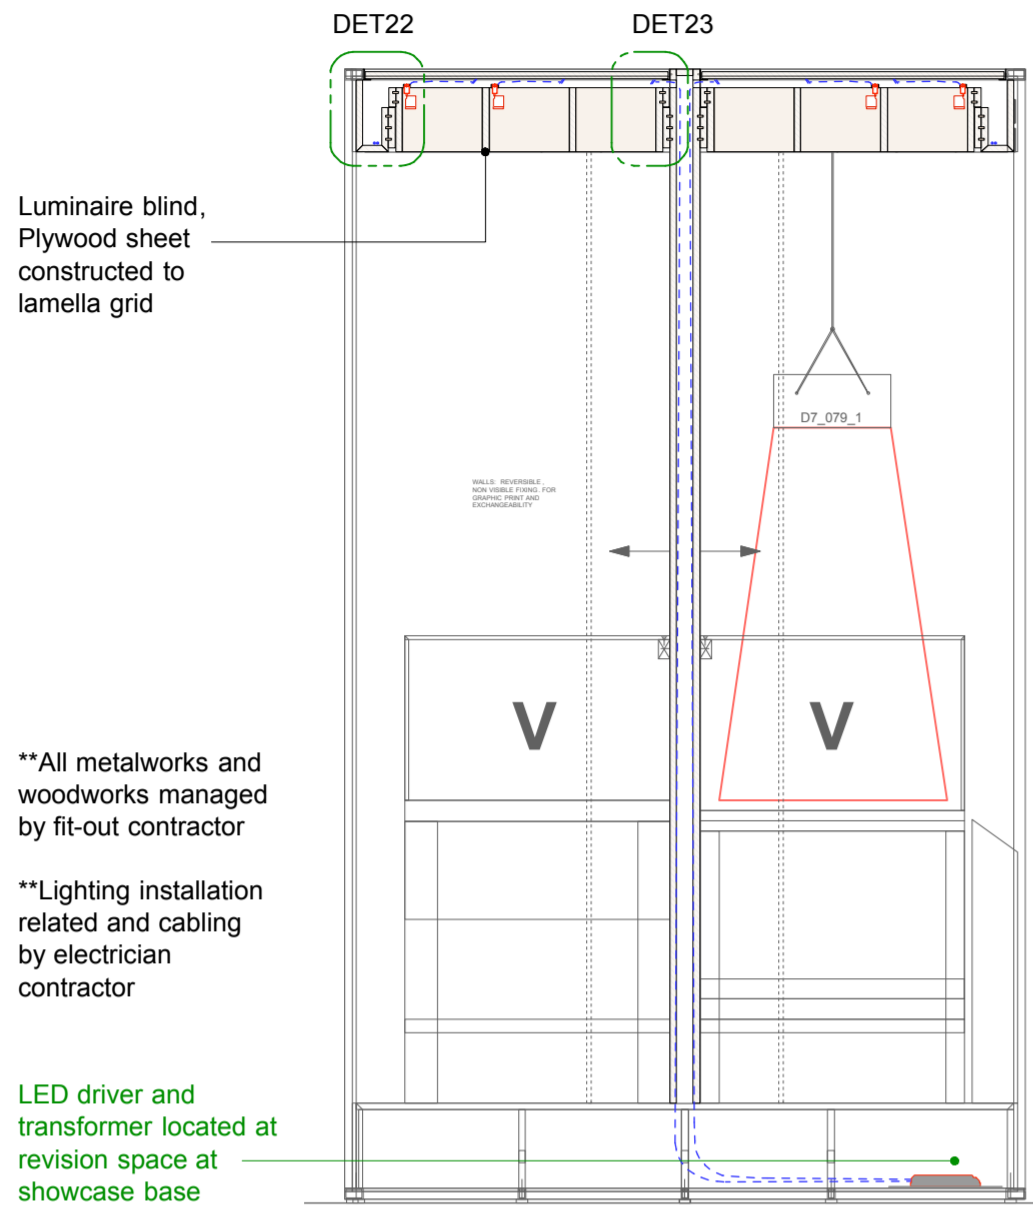 DET22
DET23
Luminaire blind,
Plywood sheet
constructed to
lamella grid
D7_079_1
WALLS: REVERSIBLE,
NON VISIBLE FIXING. FOR
GRAPHIC PRINT AND
EXCHANGEABILITY
V
V
**All metalworks and
woodworks managed
by fit-out contractor
**Lighting installation
related and cabling
by electrician
contractor
LED driver and
transformer located at
revision space at
showcase base